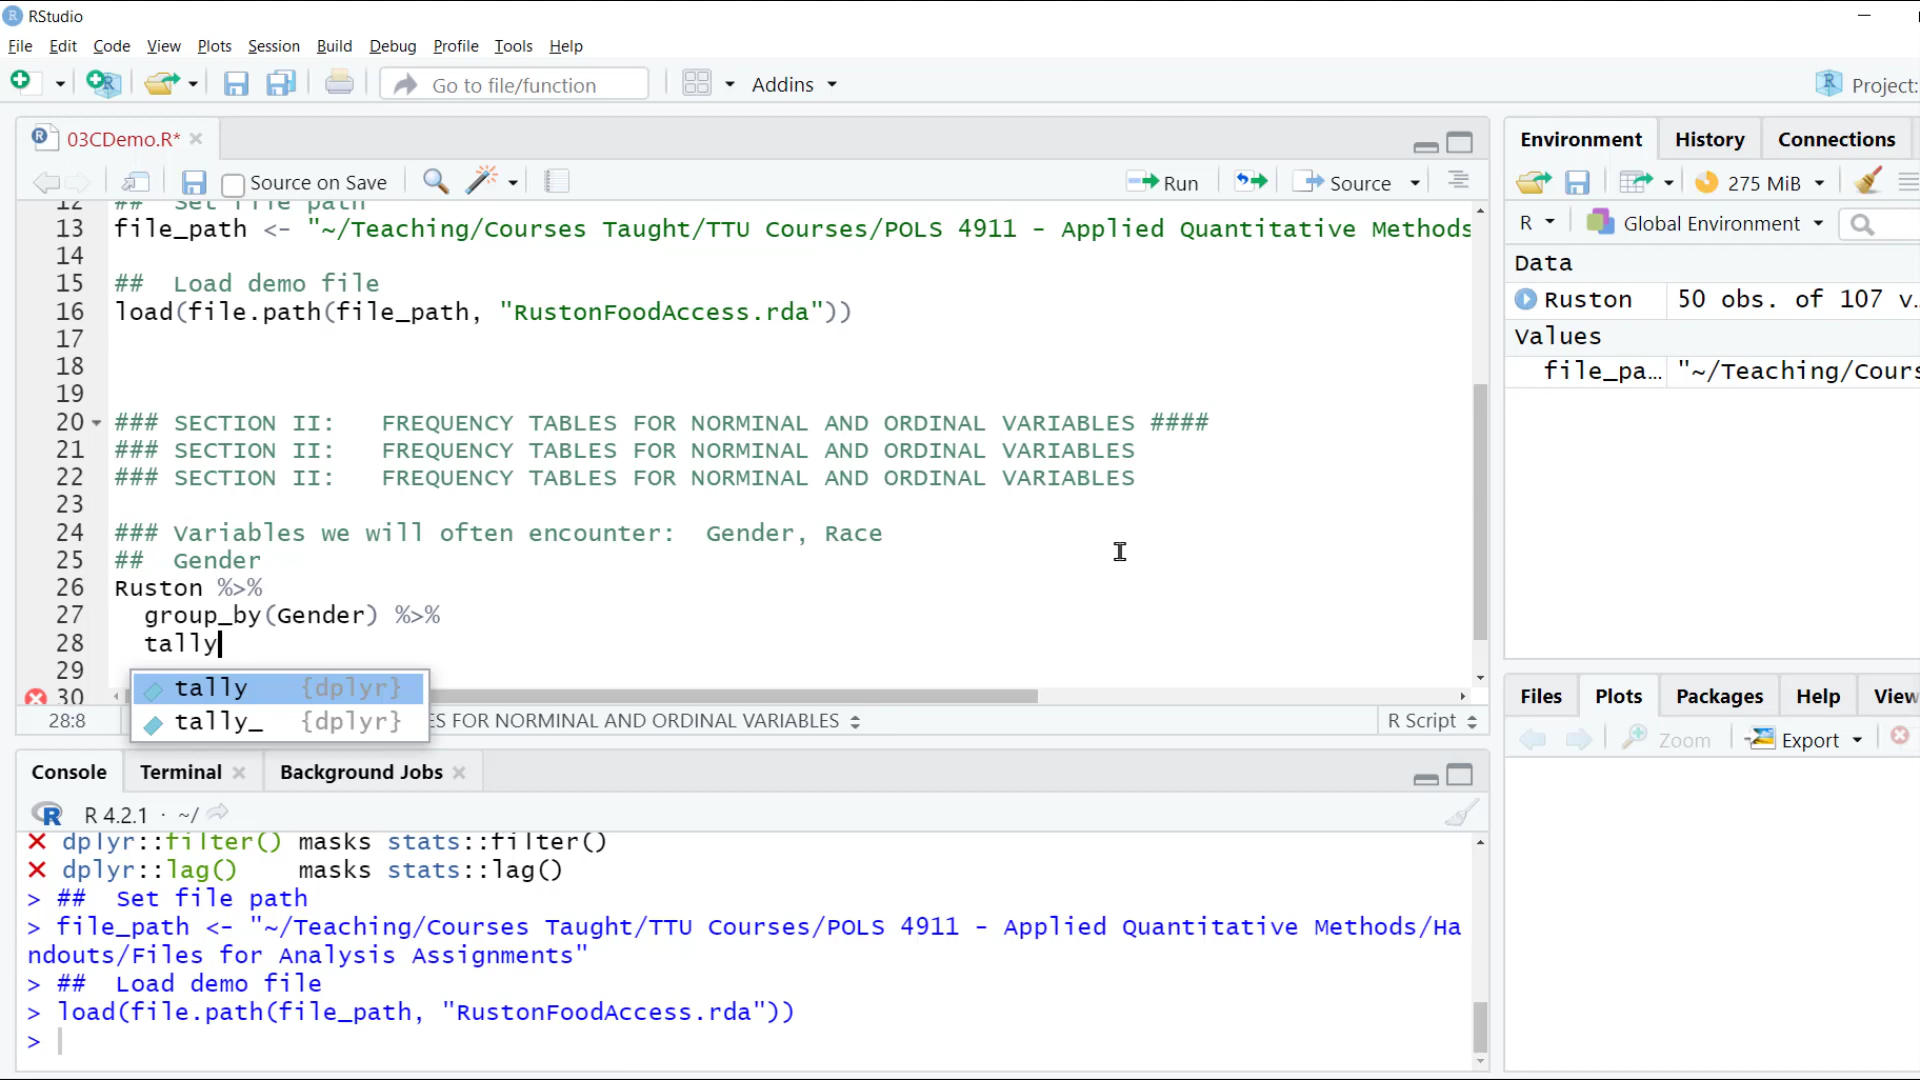 RStudio
File Edit Code View Plots Session Build Debug Profile Tools Help
Go to file/function Addins Project:
03CDemo.R*
Source on Save Run Source
12 ## Set file path
13 file_path <- "~/Teaching/Courses Taught/TTU Courses/POLS 4911 - Applied Quantitative Methods
14
15 ## Load demo file
16 load(file.path(file_path, "RustonFoodAccess.rda"))
17
18
19
20 ### SECTION II: FREQUENCY TABLES FOR NORMINAL AND ORDINAL VARIABLES ####
21 ### SECTION II: FREQUENCY TABLES FOR NORMINAL AND ORDINAL VARIABLES
22 ### SECTION II: FREQUENCY TABLES FOR NORMINAL AND ORDINAL VARIABLES
23
24 ### Variables we will often encounter: Gender, Race
25 ## Gender
26 Ruston %>%
27 group_by(Gender) %>%
28 tally
29
30
tally {dplyr}
tally_ {dplyr}
28:8 ES FOR NORMINAL AND ORDINAL VARIABLES R Script
Console Terminal Background Jobs
R 4.2.1 · ~/
✕ dplyr::filter() masks stats::filter()
✕ dplyr::lag() masks stats::lag()
> ## Set file path
> file_path <- "~/Teaching/Courses Taught/TTU Courses/POLS 4911 - Applied Quantitative Methods/Ha
ndouts/Files for Analysis Assignments"
> ## Load demo file
> load(file.path(file_path, "RustonFoodAccess.rda"))
>
Environment History Connections
275 MiB
R Global Environment
Data
Ruston 50 obs. of 107 v…
Values
file_pa… "~/Teaching/Cours
Files Plots Packages Help View
Zoom Export